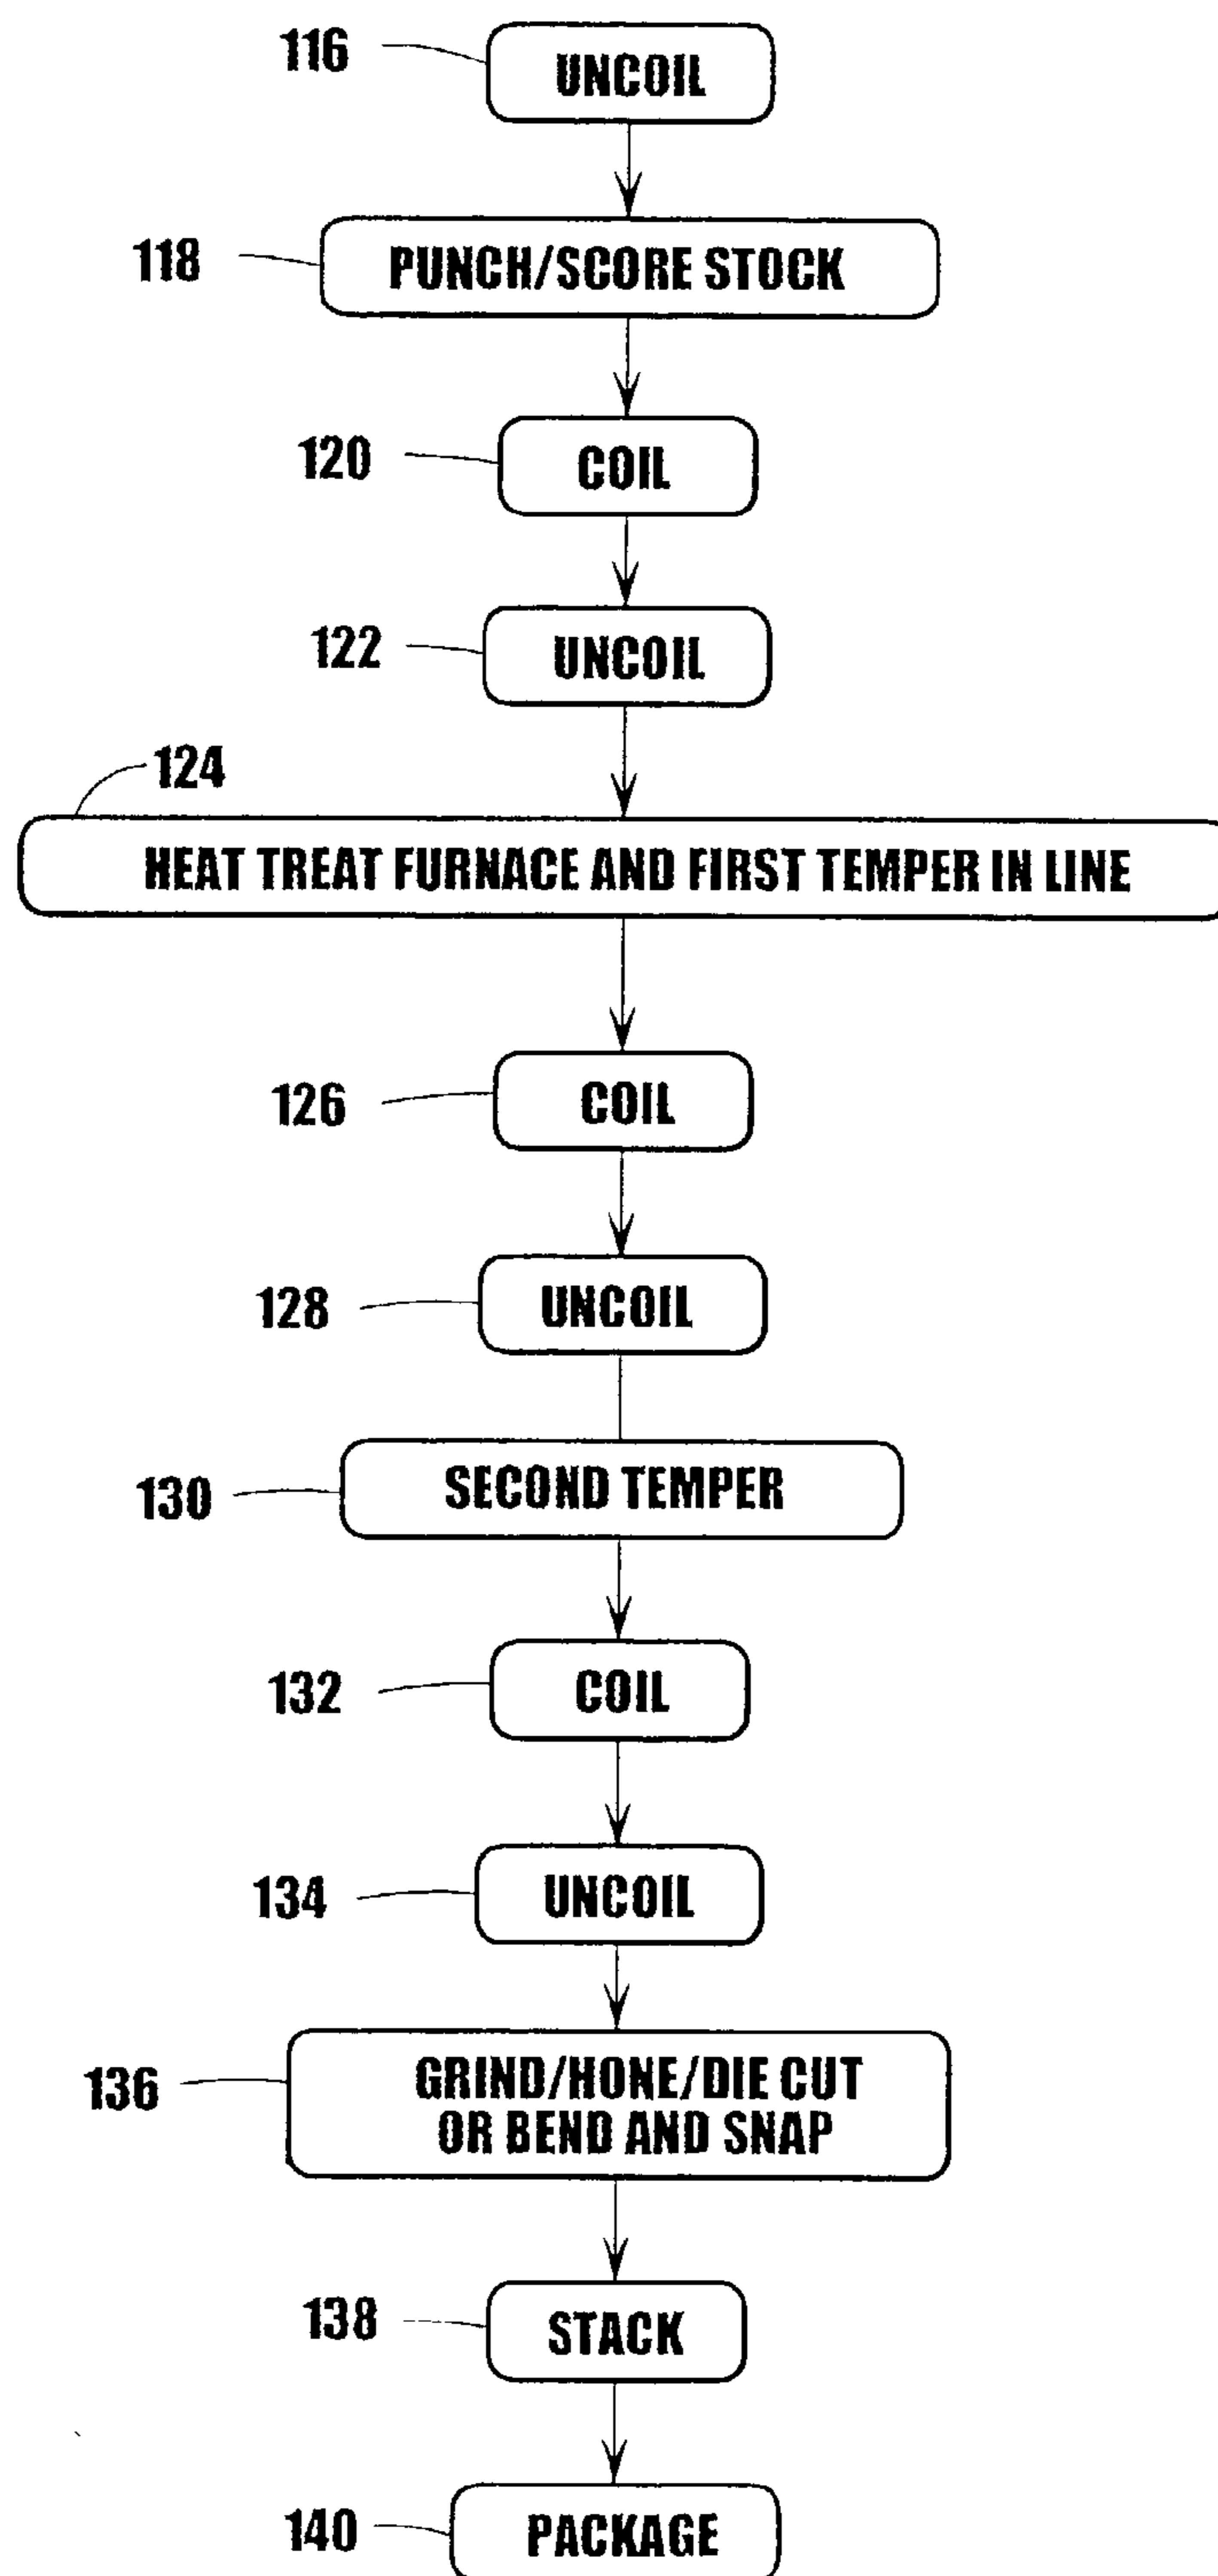 116
UNCOIL
118
PUNCH/SCORE STOCK
120
COIL
122
UNCOIL
124
HEAT TREAT FURNACE AND FIRST TEMPER IN LINE
126
COIL
128
UNCOIL
130
SECOND TEMPER
132
COIL
134
UNCOIL
136
GRIND/HONE/DIE CUT
OR BEND AND SNAP
138
STACK
140
PACKAGE